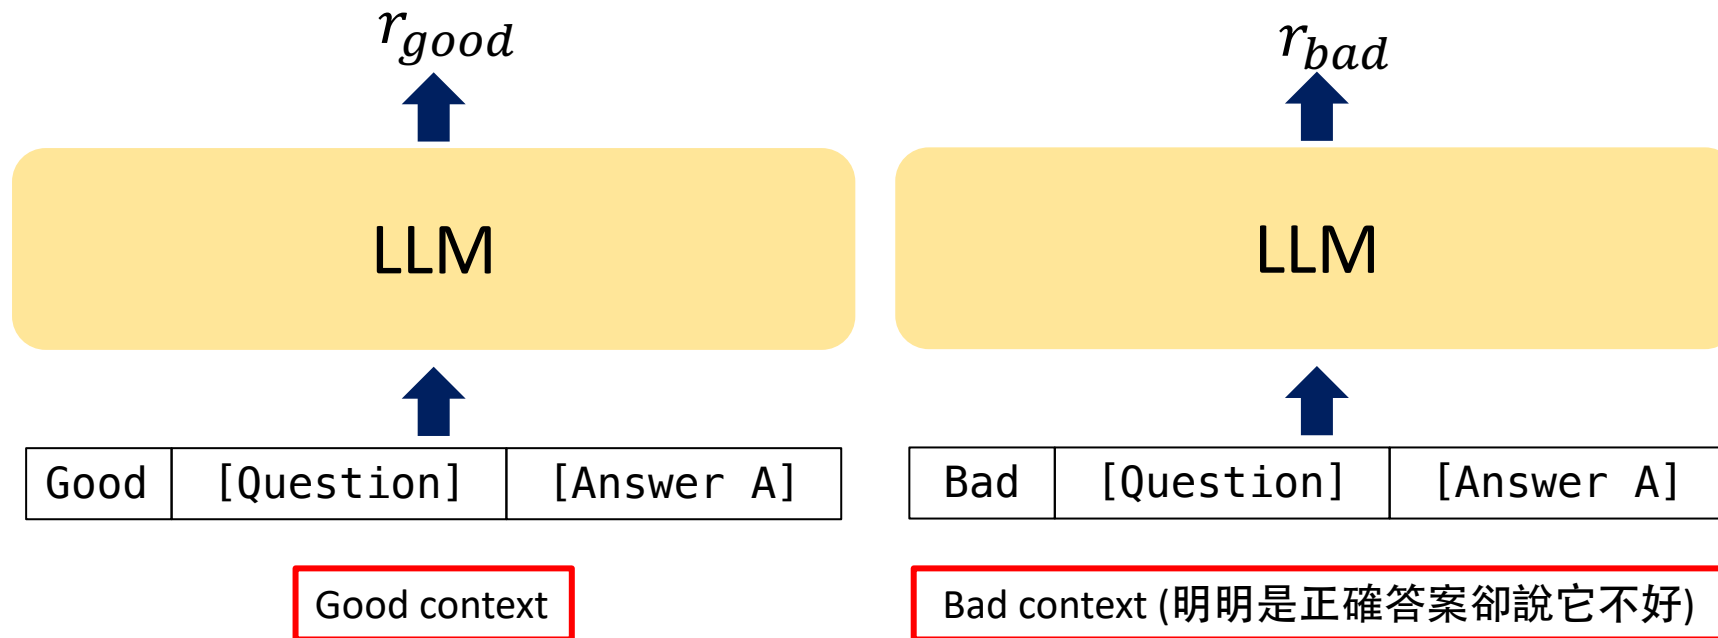 r_good
r_bad
LLM
LLM
Good [Question] [Answer A]
Bad [Question] [Answer A]
Good context
Bad context (明明是正確答案卻說它不好)